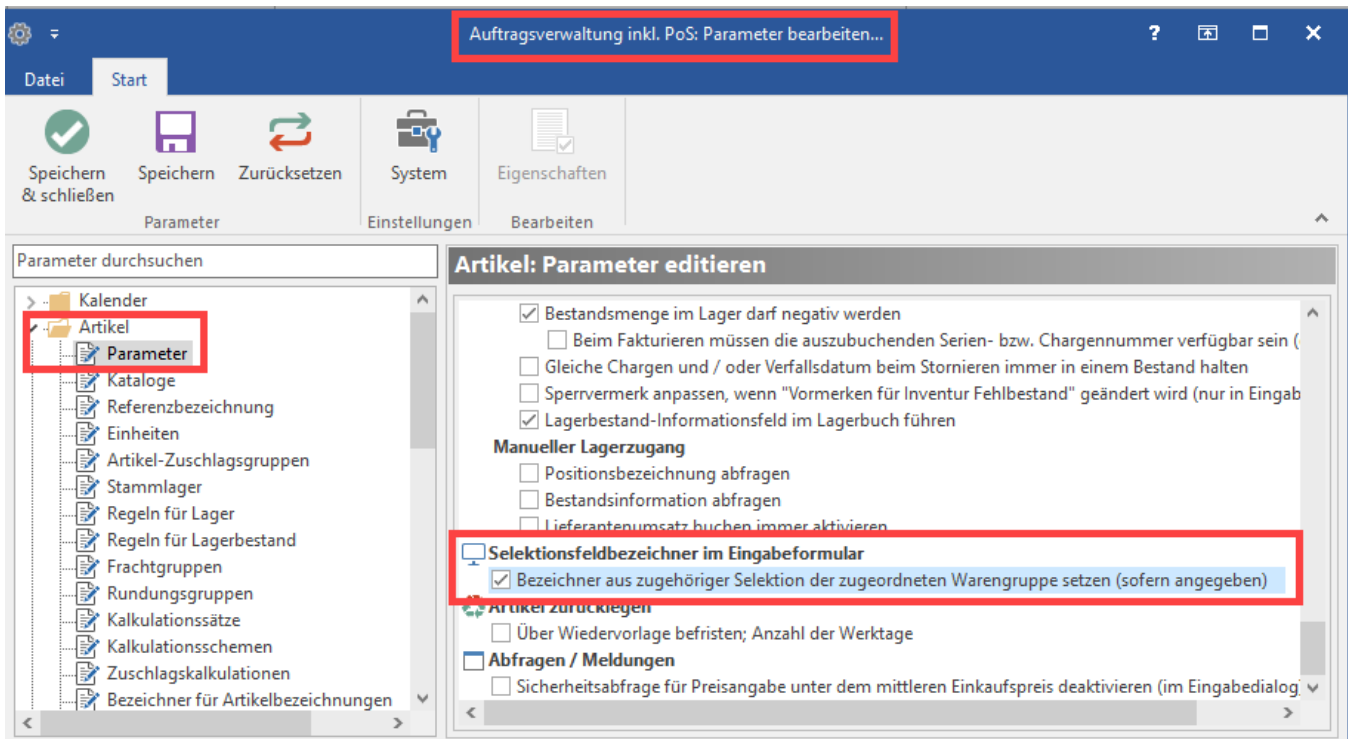 Auftragsverwaltung inkl. PoS: Parameter bearbeiten...
?
Datei Start
Speichern & schließen
Speichern
Zurücksetzen
System
Eigenschaften
Parameter
Einstellungen
Bearbeiten
Parameter durchsuchen
Kalender
Artikel
Parameter
Kataloge
Referenzbezeichnung
Einheiten
Artikel-Zuschlagsgruppen
Stammlager
Regeln für Lager
Regeln für Lagerbestand
Frachtgruppen
Rundungsgruppen
Kalkulationssätze
Kalkulationsschemen
Zuschlagskalkulationen
Bezeichner für Artikelbezeichnungen
Artikel: Parameter editieren
Bestandsmenge im Lager darf negativ werden
Beim Fakturieren müssen die auszubuchenden Serien- bzw. Chargennummer verfügbar sein (
Gleiche Chargen und / oder Verfallsdatum beim Stornieren immer in einem Bestand halten
Sperrvermerk anpassen, wenn "Vormerken für Inventur Fehlbestand" geändert wird (nur in Eingab
Lagerbestand-Informationsfeld im Lagerbuch führen
Manueller Lagerzugang
Positionsbezeichnung abfragen
Bestandsinformation abfragen
Lieferantenumsatz buchen immer aktivieren
Selektionsfeldbezeichner im Eingabeformular
Bezeichner aus zugehöriger Selektion der zugeordneten Warengruppe setzen (sofern angegeben)
Artikel zurücklegen
Über Wiedervorlage befristen; Anzahl der Werktage
Abfragen / Meldungen
Sicherheitsabfrage für Preisangabe unter dem mittleren Einkaufspreis deaktivieren (im Eingabedialog